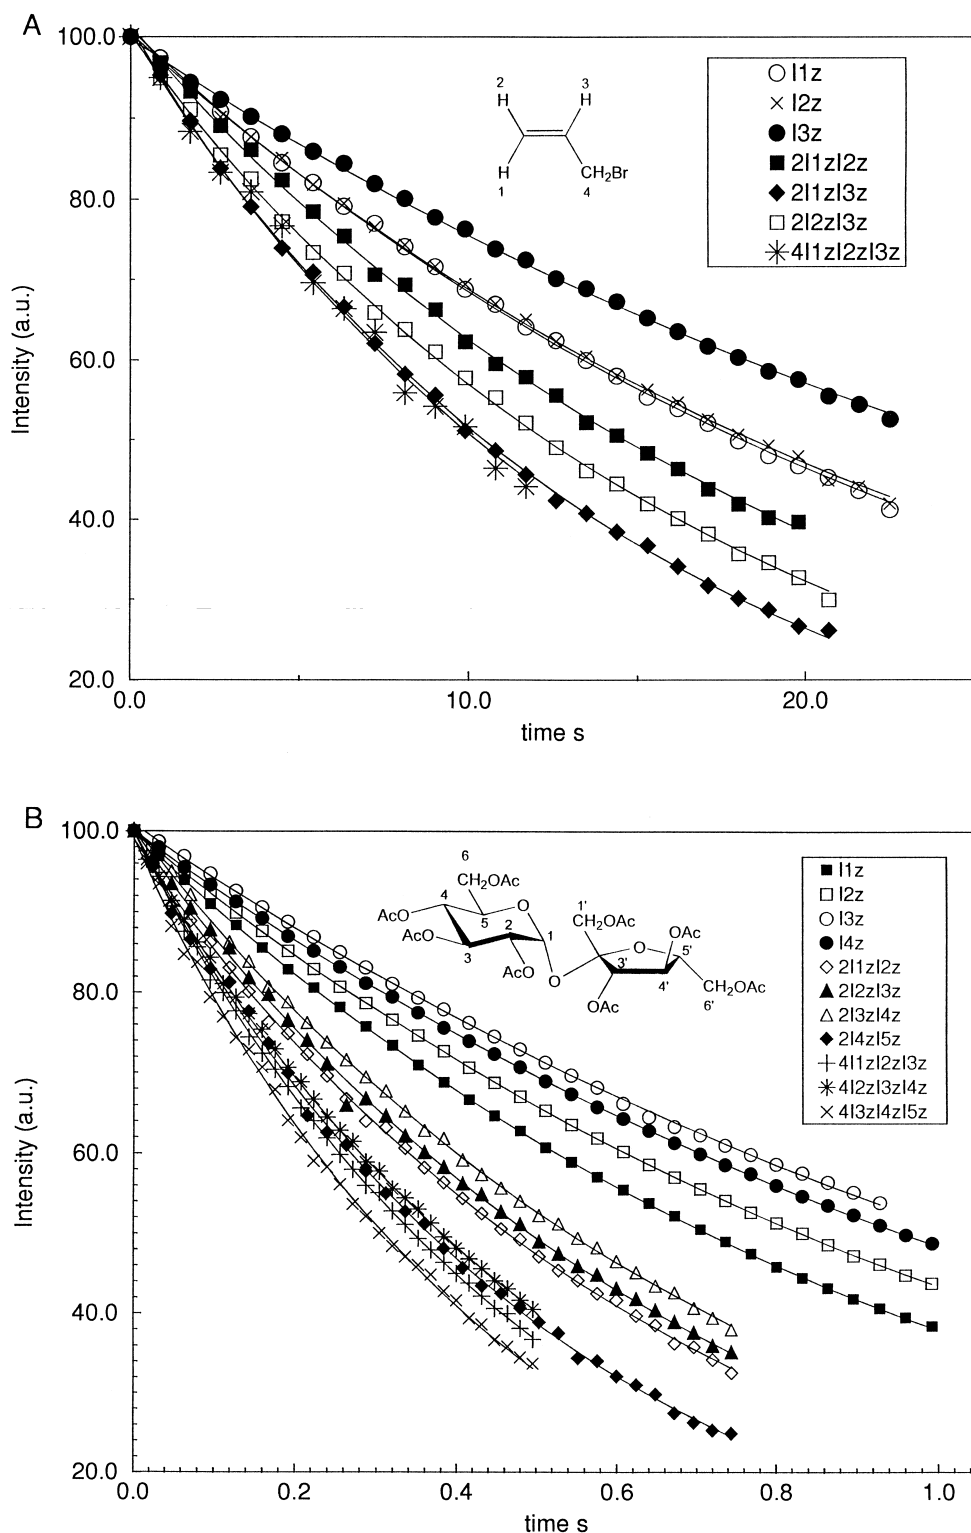 A
100.0
80.0
60.0
40.0
20.0
Intensity (a.u.)
0.0
10.0
20.0
time s
2
H
3
H
H
1
CH2Br
4
I1z
I2z
I3z
2I1zI2z
2I1zI3z
2I2zI3z
4I1zI2zI3z
B
100.0
80.0
60.0
40.0
20.0
Intensity (a.u.)
0.0
0.2
0.4
0.6
0.8
1.0
time s
6
CH2OAc
4
AcO
5
O
AcO
2
1
3
AcO
O
1'
CH2OAc
O
OAc
5'
3'
4'
OAc
CH2OAc
6'
I1z
I2z
I3z
I4z
2I1zI2z
2I2zI3z
2I3zI4z
2I4zI5z
4I1zI2zI3z
4I2zI3zI4z
4I3zI4zI5z